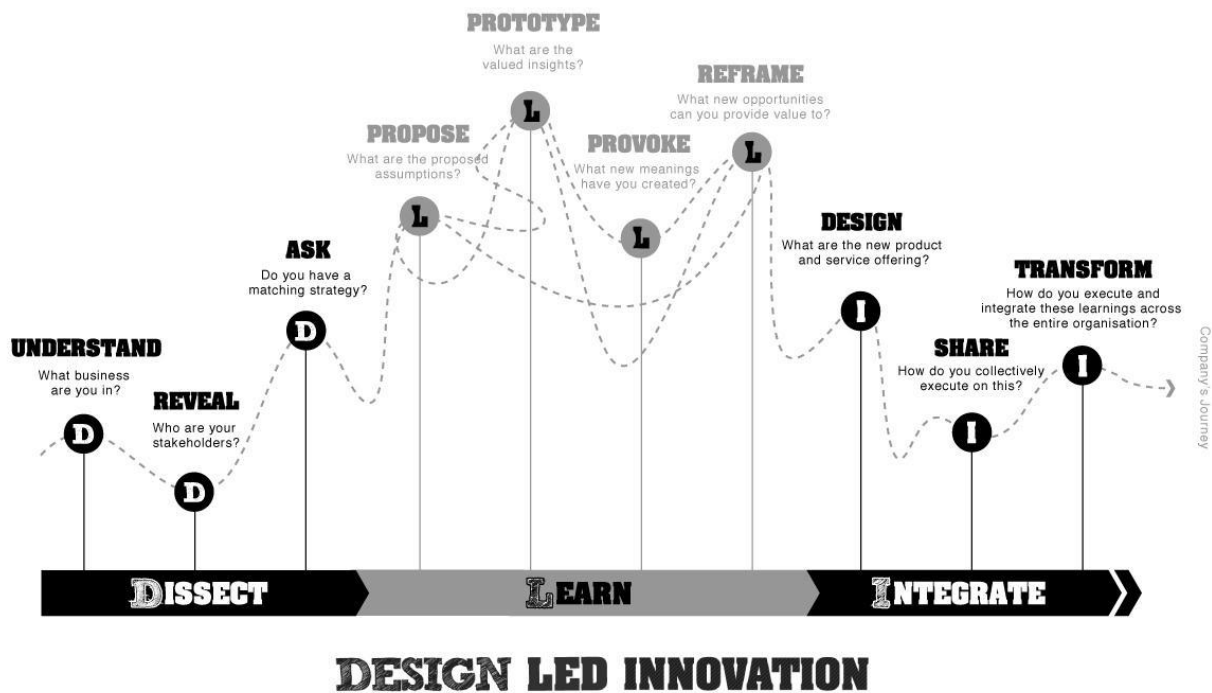 UNDERSTAND
What business
are you in?
D
REVEAL
Who are your
stakeholders?
D
ASK
Do you have a
matching strategy?
D
PROPOSE
What are the proposed
assumptions?
L
PROTOTYPE
What are the
valued insights?
L
PROVOKE
What new meanings
have you created?
L
REFRAME
What new opportunities
can you provide value to?
L
DESIGN
What are the new product
and service offering?
I
SHARE
How do you collectively
execute on this?
I
TRANSFORM
How do you execute and
integrate these learnings across
the entire organisation?
I
Company's Journey
DISSECT
LEARN
INTEGRATE
DESIGN LED INNOVATION